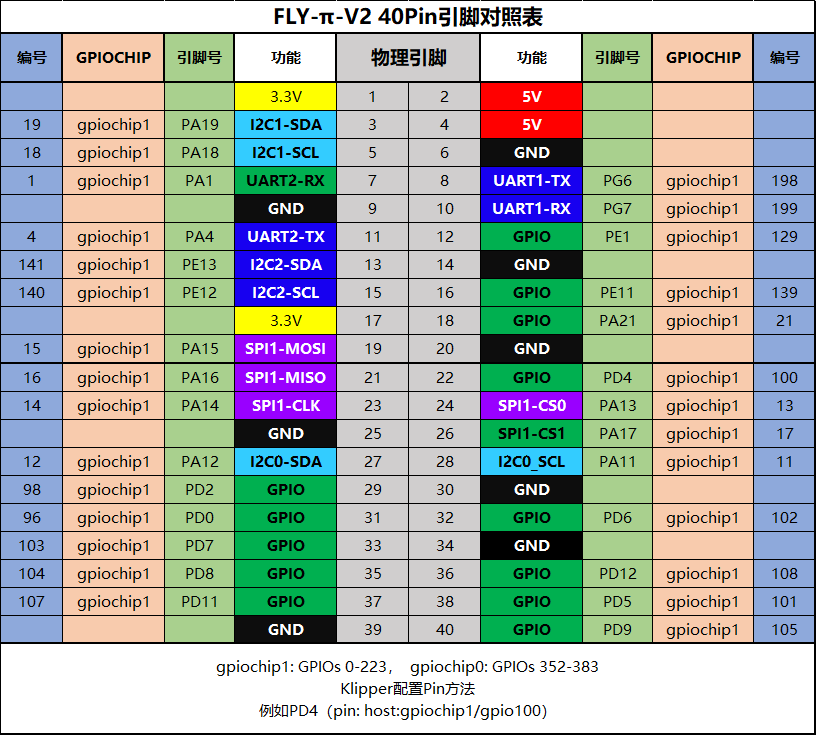 FLY-π-V2 40Pin引脚对照表
编号 GPIOCHIP 引脚号 功能 物理引脚 功能 引脚号 GPIOCHIP 编号
3.3V 1 2 5V
19 gpiochip1 PA19 I2C1-SDA 3 4 5V
18 gpiochip1 PA18 I2C1-SCL 5 6 GND
1 gpiochip1 PA1 UART2-RX 7 8 UART1-TX PG6 gpiochip1 198
GND 9 10 UART1-RX PG7 gpiochip1 199
4 gpiochip1 PA4 UART2-TX 11 12 GPIO PE1 gpiochip1 129
141 gpiochip1 PE13 I2C2-SDA 13 14 GND
140 gpiochip1 PE12 I2C2-SCL 15 16 GPIO PE11 gpiochip1 139
3.3V 17 18 GPIO PA21 gpiochip1 21
15 gpiochip1 PA15 SPI1-MOSI 19 20 GND
16 gpiochip1 PA16 SPI1-MISO 21 22 GPIO PD4 gpiochip1 100
14 gpiochip1 PA14 SPI1-CLK 23 24 SPI1-CS0 PA13 gpiochip1 13
GND 25 26 SPI1-CS1 PA17 gpiochip1 17
12 gpiochip1 PA12 I2C0-SDA 27 28 I2C0_SCL PA11 gpiochip1 11
98 gpiochip1 PD2 GPIO 29 30 GND
96 gpiochip1 PD0 GPIO 31 32 GPIO PD6 gpiochip1 102
103 gpiochip1 PD7 GPIO 33 34 GND
104 gpiochip1 PD8 GPIO 35 36 GPIO PD12 gpiochip1 108
107 gpiochip1 PD11 GPIO 37 38 GPIO PD5 gpiochip1 101
GND 39 40 GPIO PD9 gpiochip1 105
gpiochip1: GPIOs 0-223， gpiochip0: GPIOs 352-383
Klipper配置Pin方法
例如PD4（pin: host:gpiochip1/gpio100）